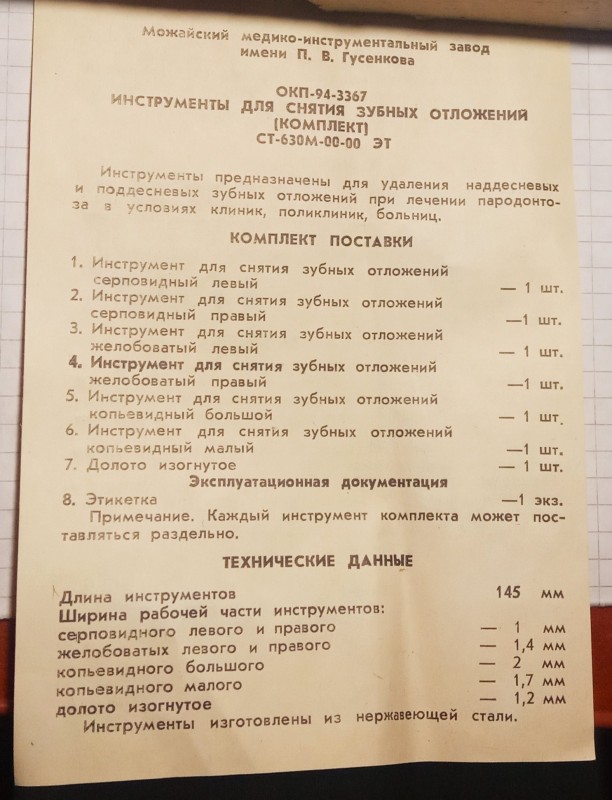 Можайский медико-инструментальный завод
имени П. В. Гусенкова
ОКП-94-3367
ИНСТРУМЕНТЫ ДЛЯ СНЯТИЯ ЗУБНЫХ ОТЛОЖЕНИЙ
(КОМПЛЕКТ)
СТ-630М-00-00 ЭТ
Инструменты предназначены для удаления наддесневых
и поддесневых зубных отложений при лечении пародонто-
за в условиях клиник, поликлиник, больниц.
КОМПЛЕКТ ПОСТАВКИ
1. Инструмент для снятия зубных отложений
серповидный левый — 1 шт.
2. Инструмент для снятия зубных отложений
серповидный правый — 1 шт.
3. Инструмент для снятия зубных отложений
желобоватый левый — 1 шт.
4. Инструмент для снятия зубных отложений
желобоватый правый —1 шт.
5. Инструмент для снятия зубных отложений
копьевидный большой — 1 шт.
6. Инструмент для снятия зубных отложений
копьевидный малый —1 шт.
7. Долото изогнутое — 1 шт.
Эксплуатационная документация
8. Этикетка —1 экз.
Примечание. Каждый инструмент комплекта может пос-
тавляться раздельно.
ТЕХНИЧЕСКИЕ ДАННЫЕ
Длина инструментов 145 мм
Ширина рабочей части инструментов:
серповидного левого и правого — 1 мм
желобоватых левого и правого — 1,4 мм
копьевидного большого — 2 мм
копьевидного малого — 1,7 мм
долото изогнутое — 1,2 мм
Инструменты изготовлены из нержавеющей стали.